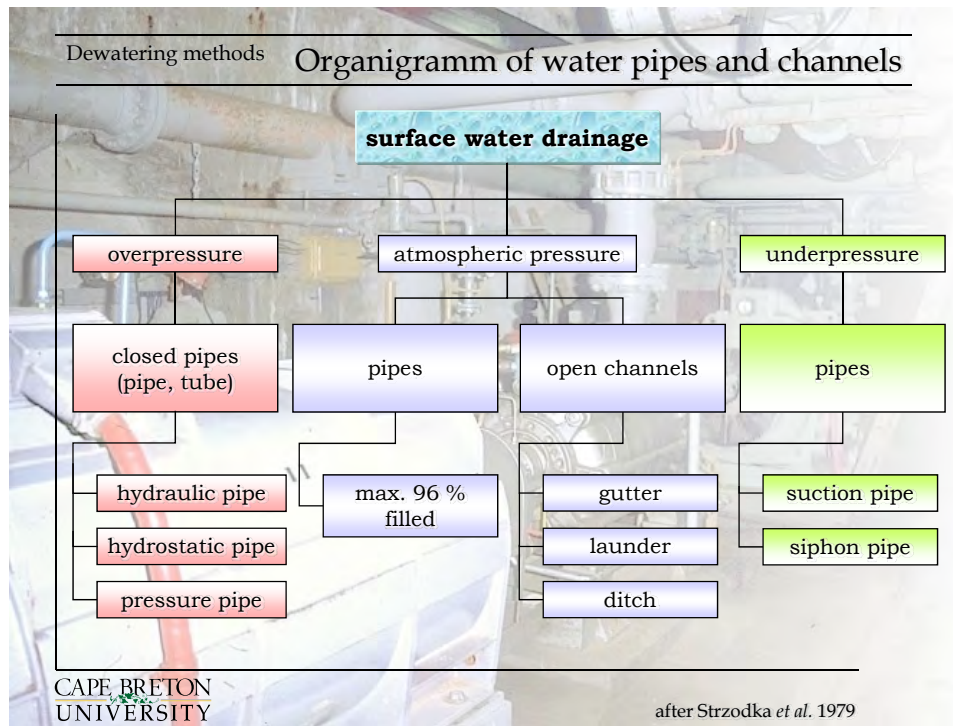 Dewatering methods
Organigramm of water pipes and channels
surface water drainage
overpressure
atmospheric pressure
underpressure
closed pipes
(pipe, tube)
pipes
open channels
pipes
hydraulic pipe
hydrostatic pipe
pressure pipe
max. 96 %
filled
gutter
launder
ditch
suction pipe
siphon pipe
CAPE BRETON
UNIVERSITY
after Strzodka et al. 1979